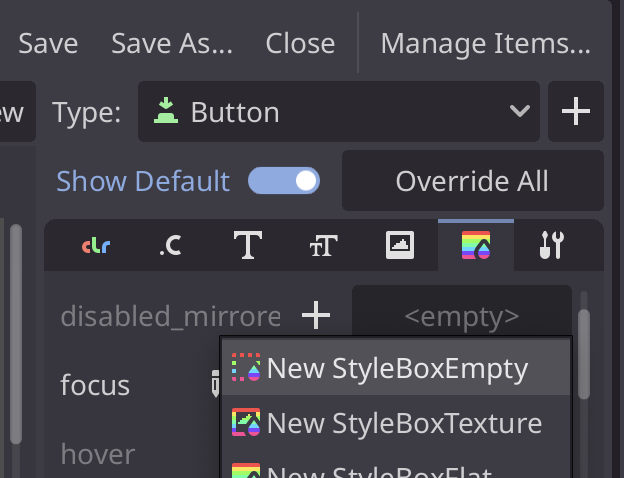 Save Save As... Close Manage Items...
ew Type: Button
Show Default Override All
clr .C T TT
disabled_mirrore <empty>
New StyleBoxEmpty
focus
New StyleBoxTexture
hover
New StyleBoxFlat